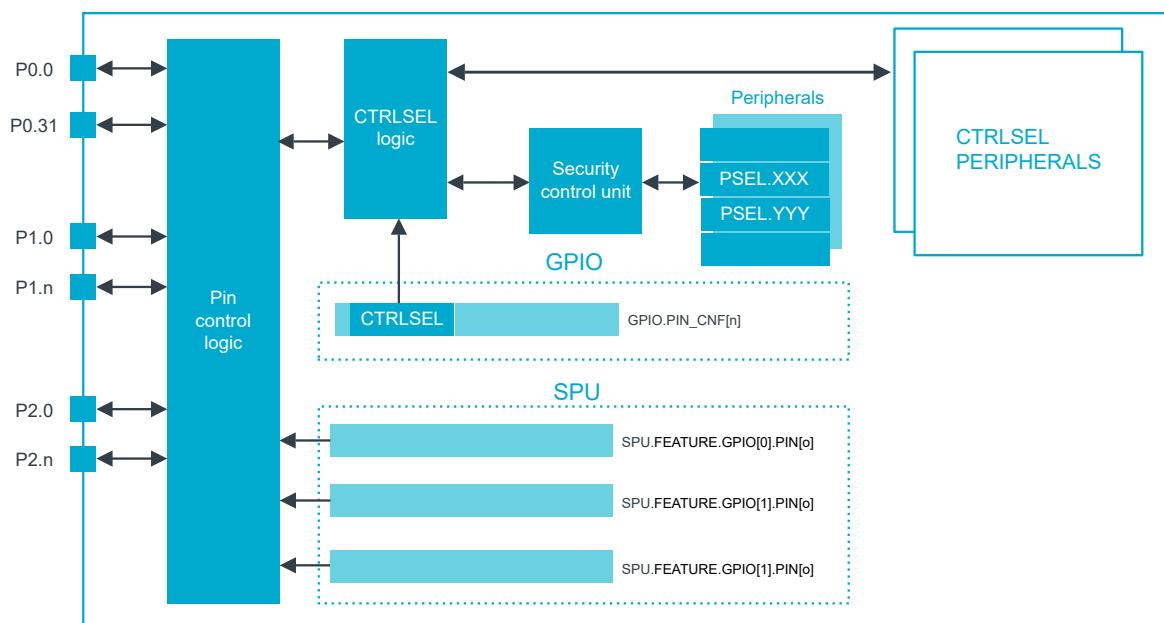 P0.0
P0.31
P1.0
P1.n
P2.0
P2.n
Pin
control
logic
CTRLSEL
logic
Security
control unit
Peripherals
PSEL.XXX
PSEL.YYY
CTRLSEL
PERIPHERALS
GPIO
CTRLSEL
GPIO.PIN_CNF[n]
SPU
SPU.FEATURE.GPIO[0].PIN[o]
SPU.FEATURE.GPIO[1].PIN[o]
SPU.FEATURE.GPIO[1].PIN[o]